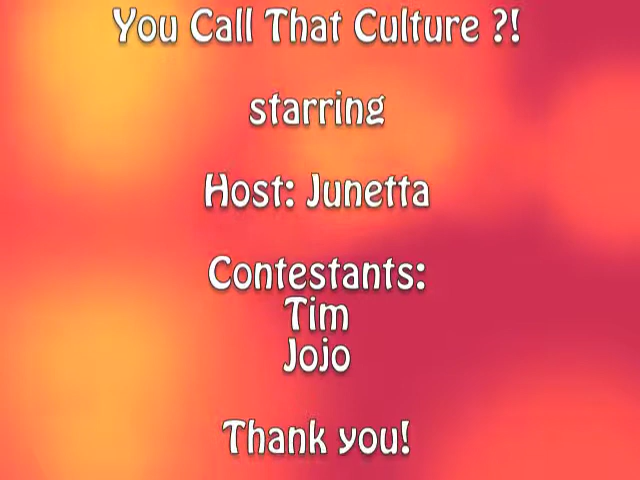 You Call That Culture ?!
starring
Host: Junetta
Contestants:
Tim
Jojo
Thank you!